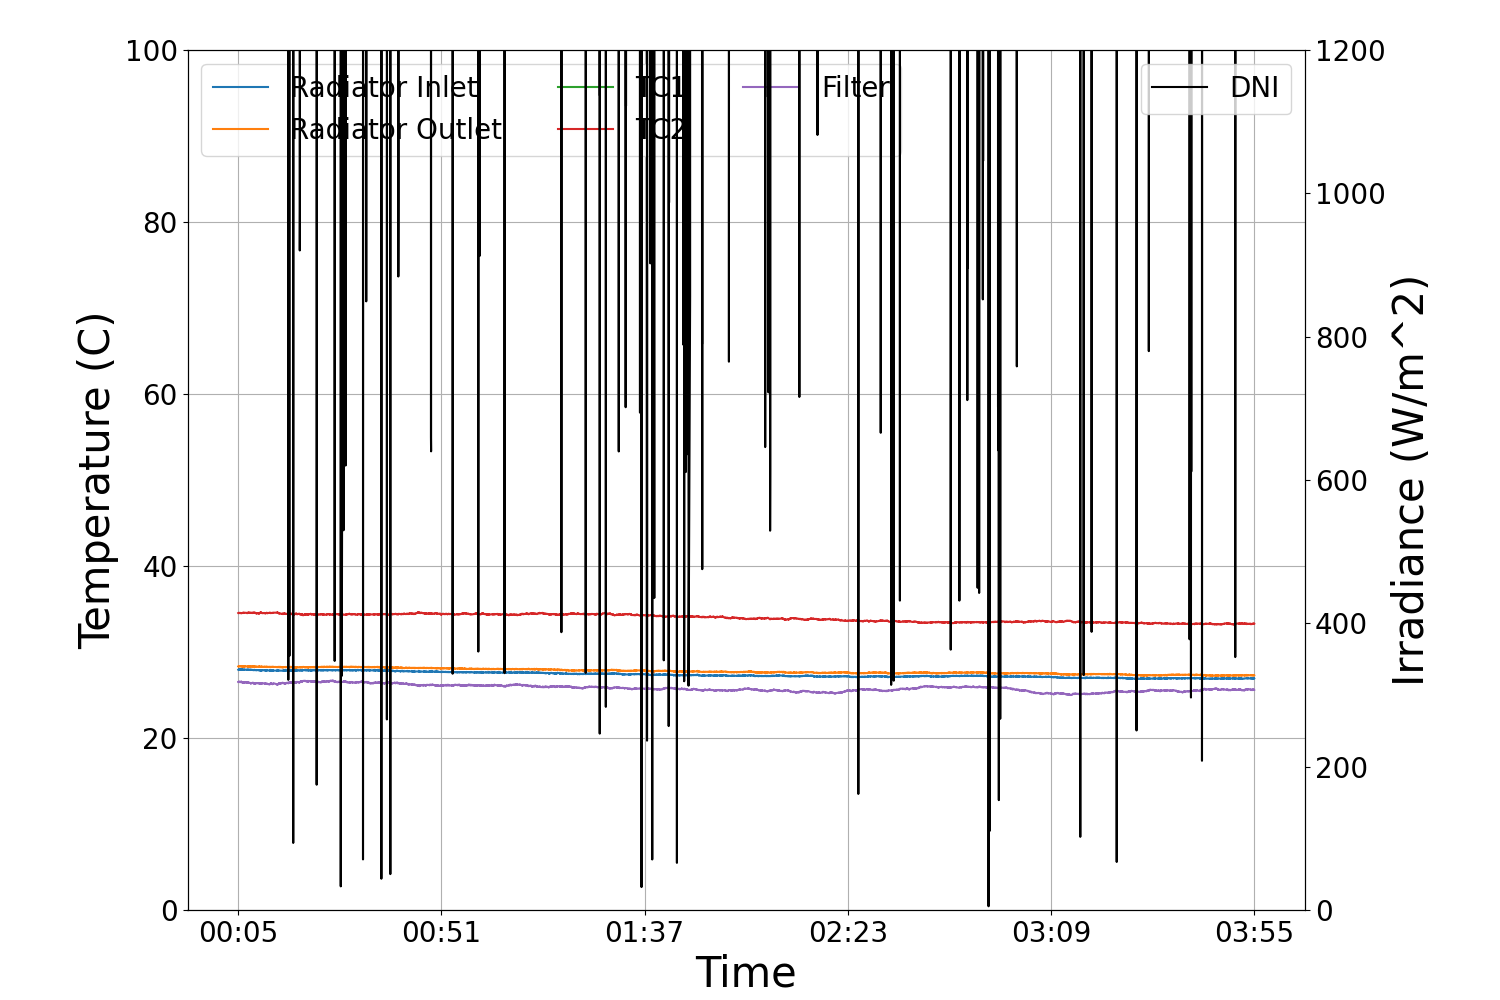 100
80
60
40
20
0
Temperature (C)
Radiator Inlet
Radiator Outlet
TC1
TC2
Filter
DNI
1200
1000
800
600
400
200
0
Irradiance (W/m^2)
00:05 00:51 01:37 02:23 03:09 03:55
Time